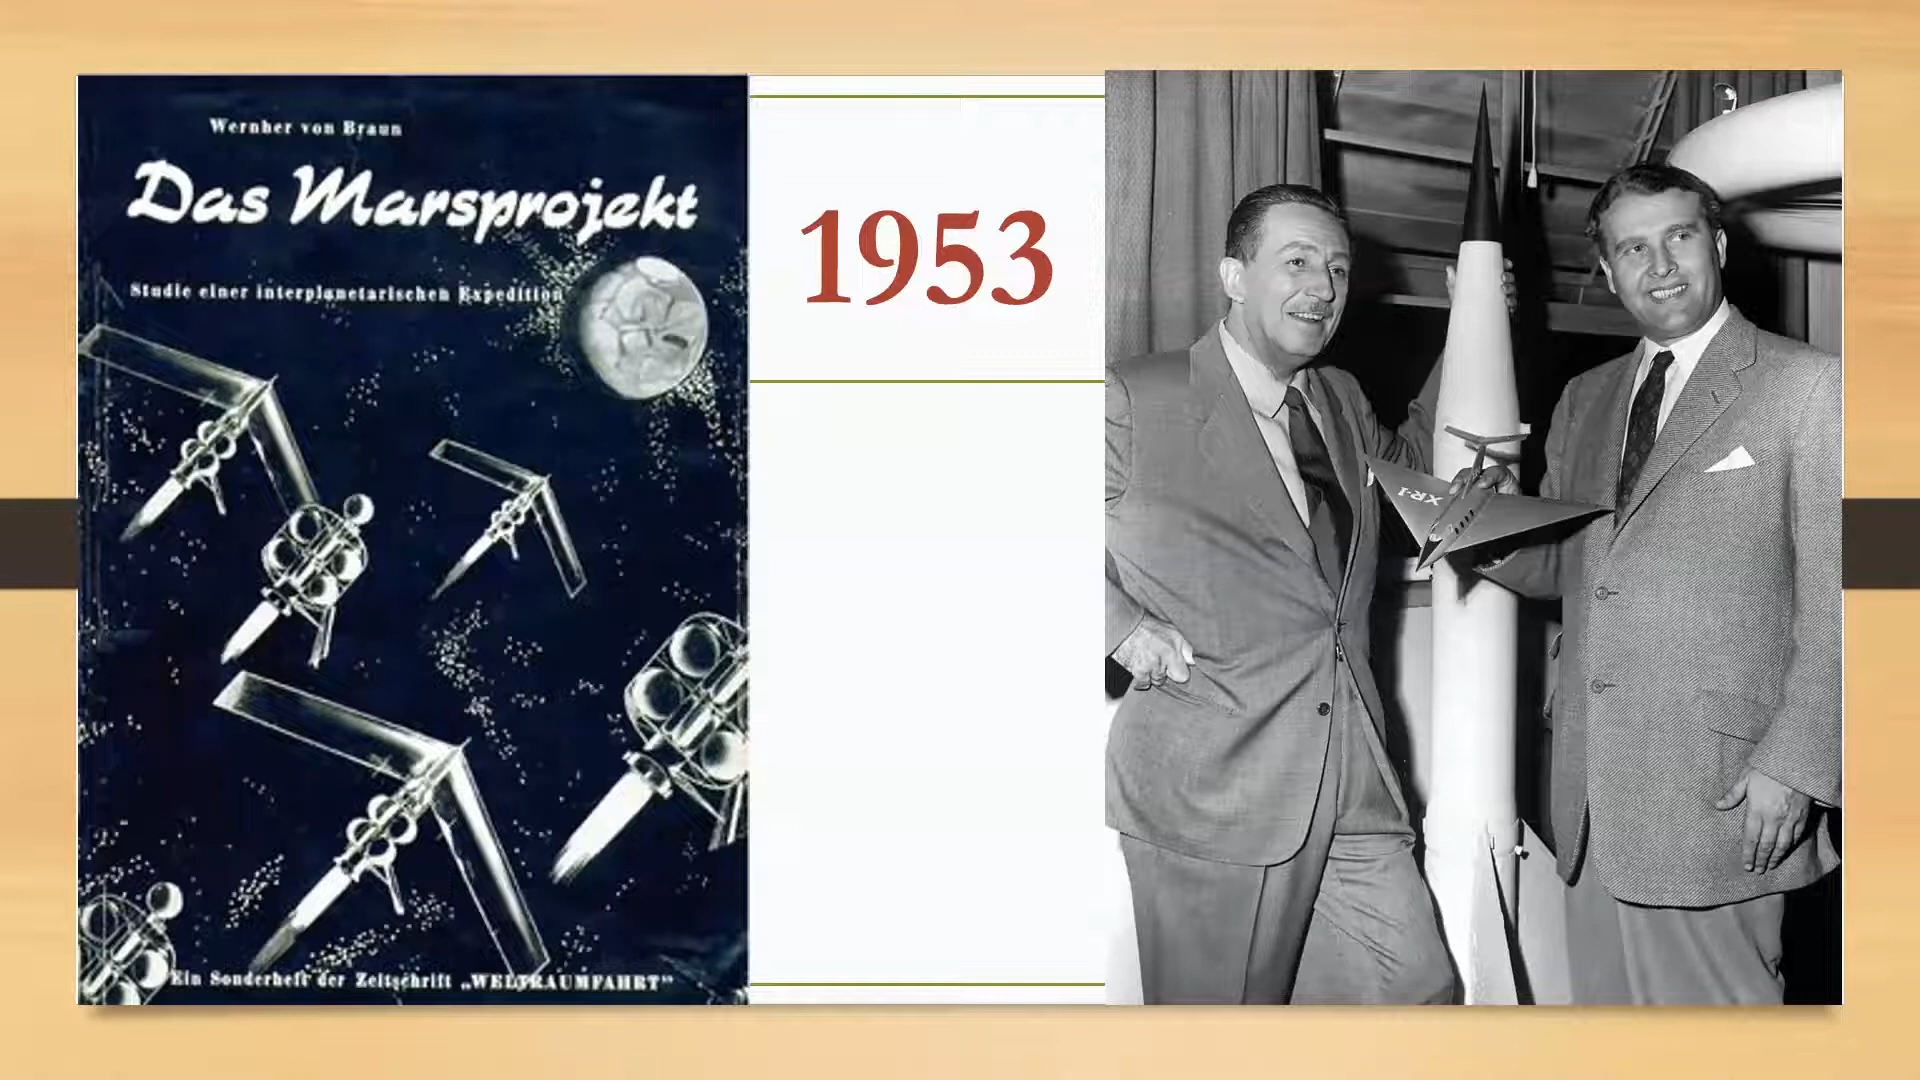 Wernher von Braun
Das Marsprojekt
Studie einer interplanetarischen Expedition
Ein Sonderheft der Zeitschrift „WELTRAUMFAHRT”
1953
XR-1